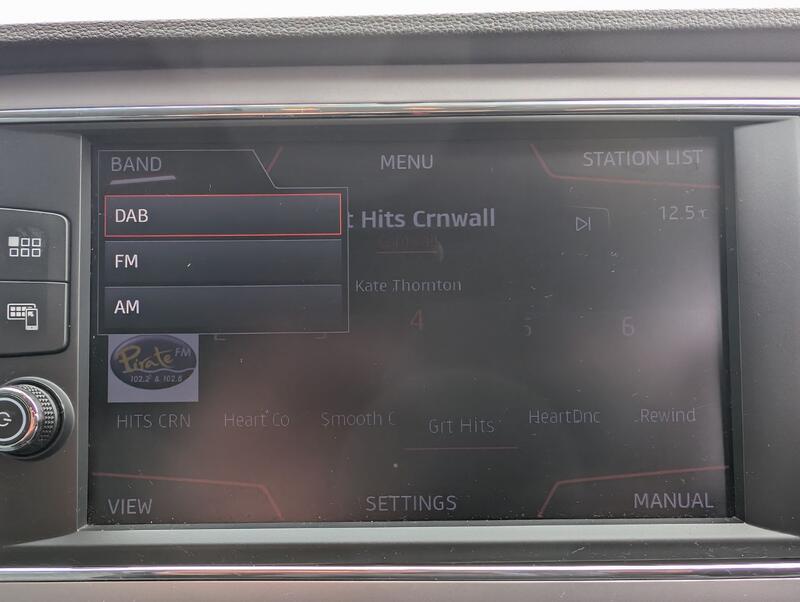 BAND
MENU
STATION LIST
DAB
t Hits Crnwall
12.5°C
FM
Kate Thornton
AM
4
5
6
Pirate FM
102.2 & 102.8
HITS CRN
Heart Co
Smooth C
Grt Hits
HeartDnc
Rewind
VIEW
SETTINGS
MANUAL